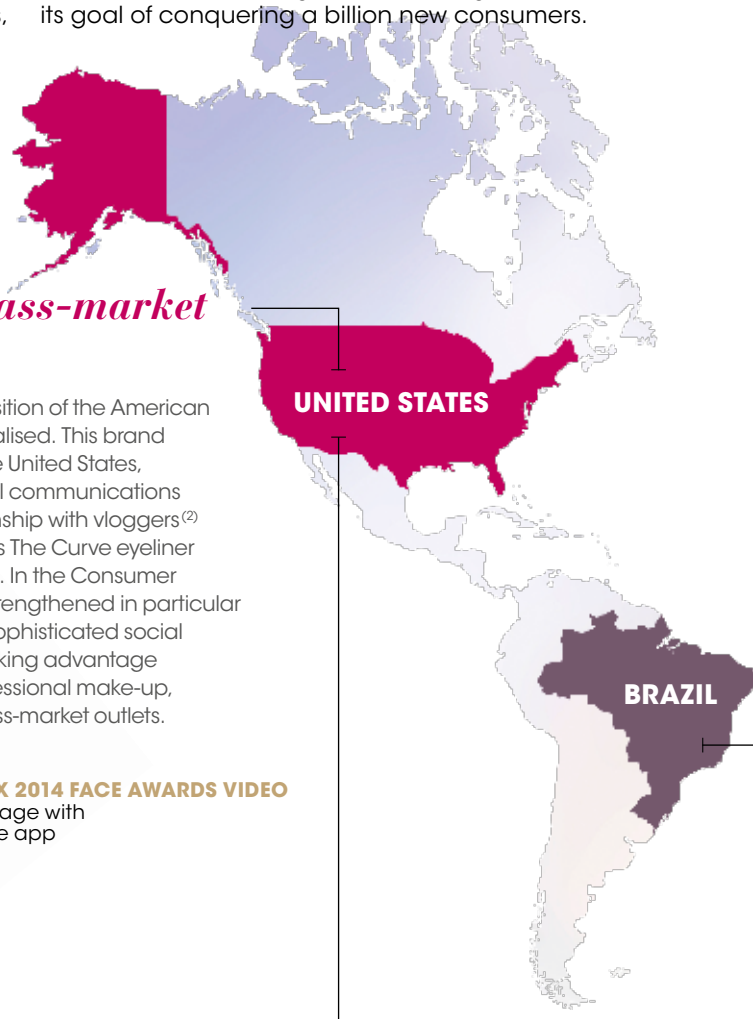 its goal of conquering a billion new consumers.
ass-market
sition of the American
alised. This brand
e United States,
l communications
nship with vloggers(2)
s The Curve eyeliner
. In the Consumer
rengthened in particular
ophisticated social
king advantage
essional make-up,
ss-market outlets.
X 2014 FACE AWARDS VIDEO
age with
e app
UNITED STATES
BRAZIL